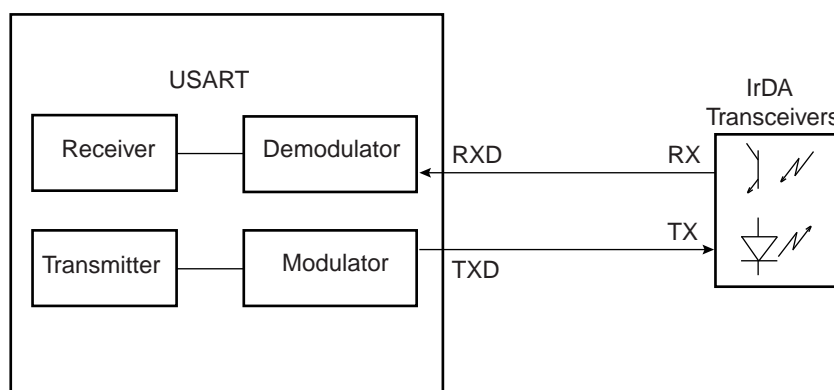 USART
IrDA
Transceivers
Receiver
Demodulator
RXD
RX
Transmitter
Modulator
TXD
TX